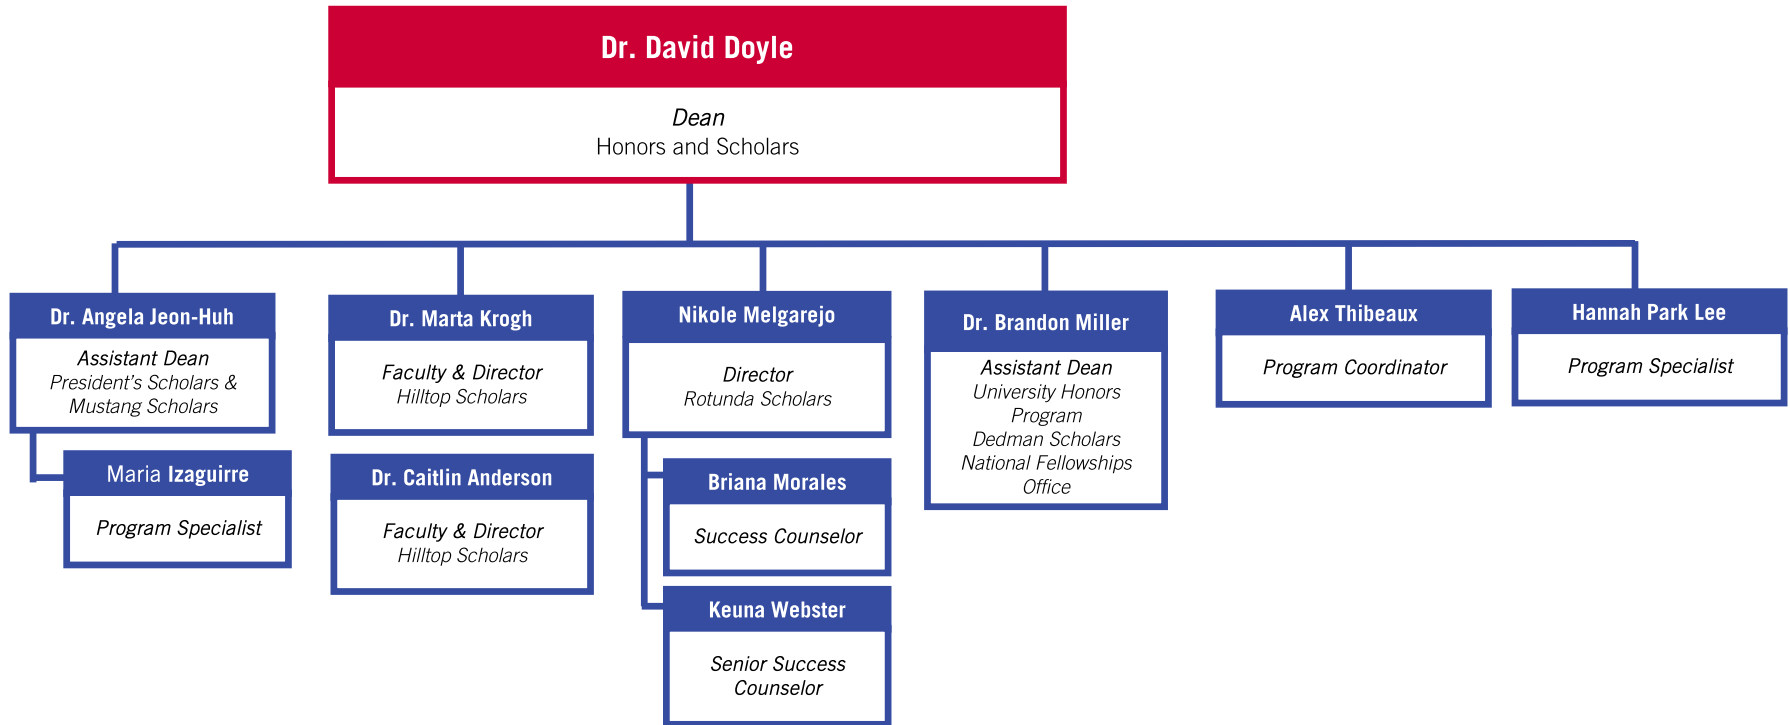 Dr. David Doyle
Dean
Honors and Scholars
Dr. Angela Jeon-Huh
Assistant Dean
President’s Scholars &
Mustang Scholars
Maria Izaguirre
Program Specialist
Dr. Marta Krogh
Faculty & Director
Hilltop Scholars
Dr. Caitlin Anderson
Faculty & Director
Hilltop Scholars
Nikole Melgarejo
Director
Rotunda Scholars
Briana Morales
Success Counselor
Keuna Webster
Senior Success
Counselor
Dr. Brandon Miller
Assistant Dean
University Honors
Program
Dedman Scholars
National Fellowships
Office
Alex Thibeaux
Program Coordinator
Hannah Park Lee
Program Specialist